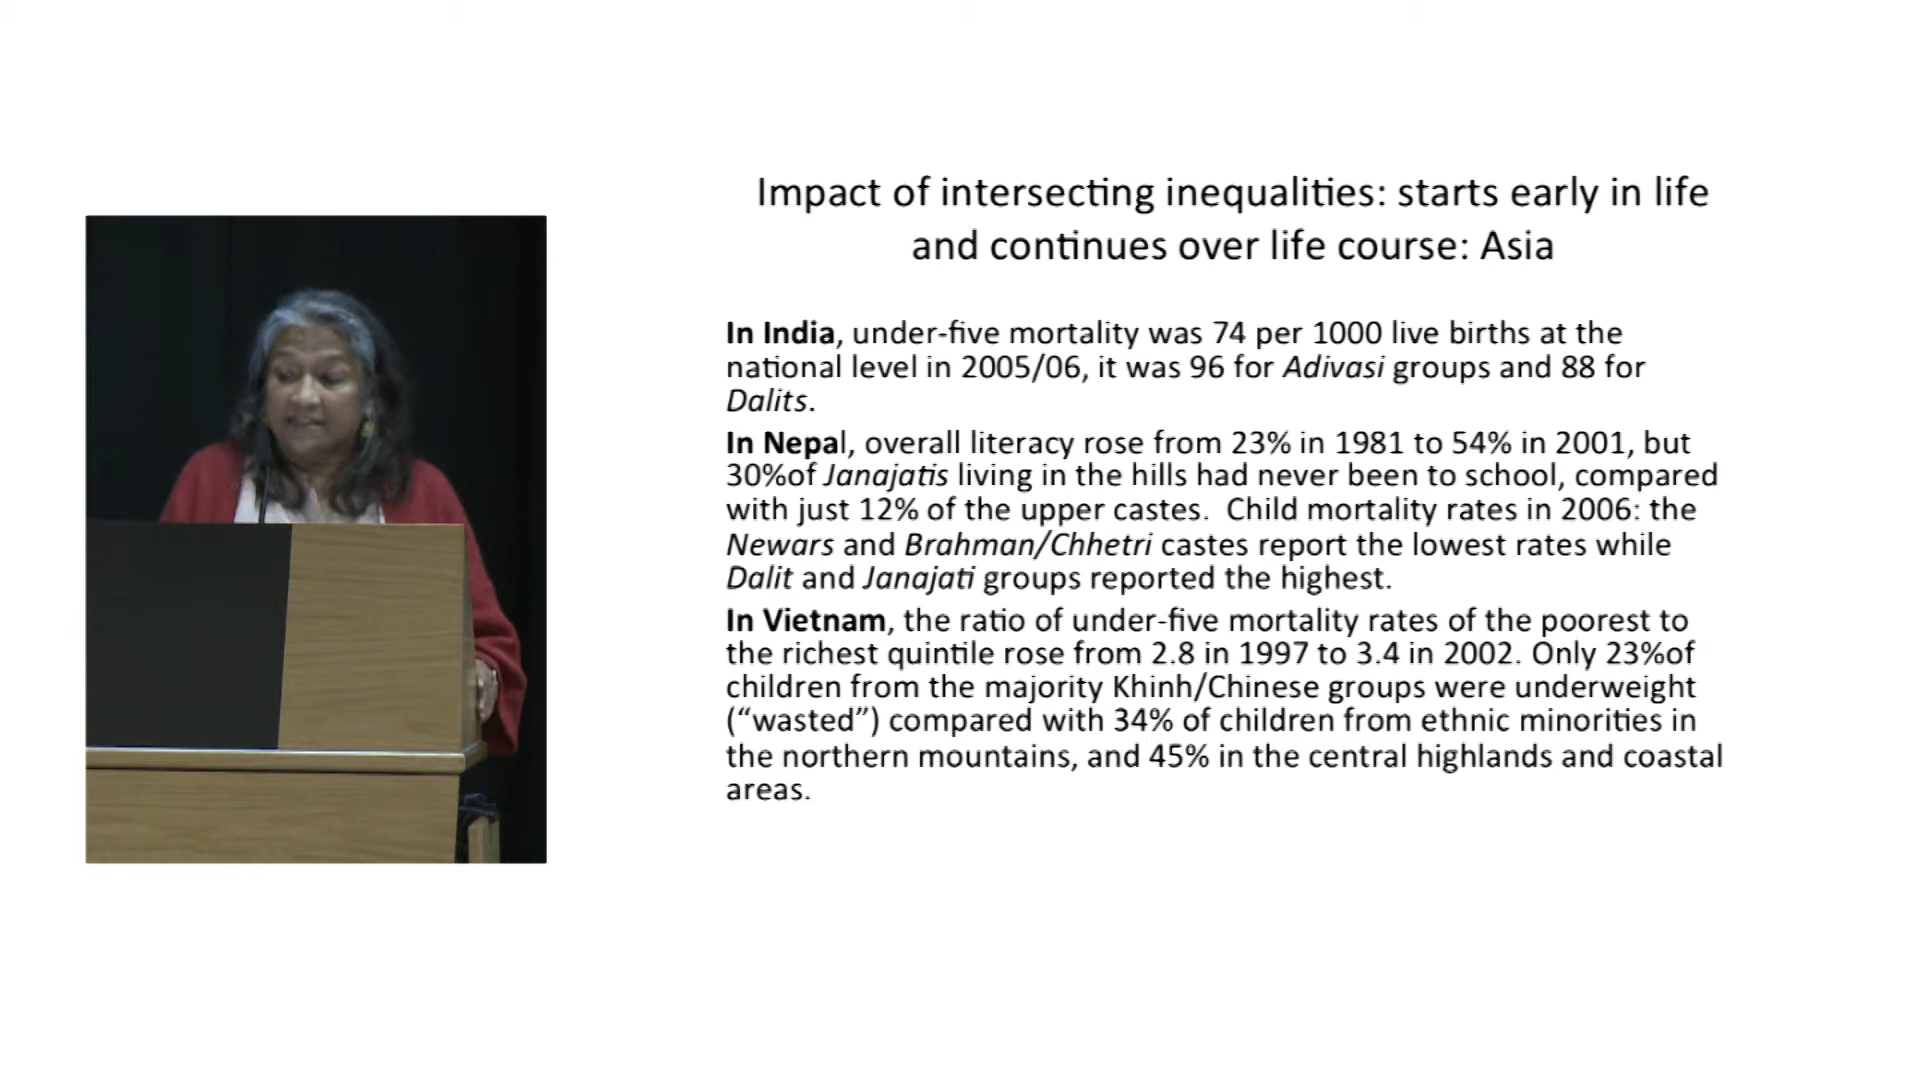 Impact of intersecting inequalities: starts early in life
and continues over life course: Asia
In India, under-five mortality was 74 per 1000 live births at the
national level in 2005/06, it was 96 for Adivasi groups and 88 for
Dalits.
In Nepal, overall literacy rose from 23% in 1981 to 54% in 2001, but
30%of Janajatis living in the hills had never been to school, compared
with just 12% of the upper castes.  Child mortality rates in 2006: the
Newars and Brahman/Chhetri castes report the lowest rates while
Dalit and Janajati groups reported the highest.
In Vietnam, the ratio of under-five mortality rates of the poorest to
the richest quintile rose from 2.8 in 1997 to 3.4 in 2002. Only 23%of
children from the majority Khinh/Chinese groups were underweight
(“wasted”) compared with 34% of children from ethnic minorities in
the northern mountains, and 45% in the central highlands and coastal
areas.